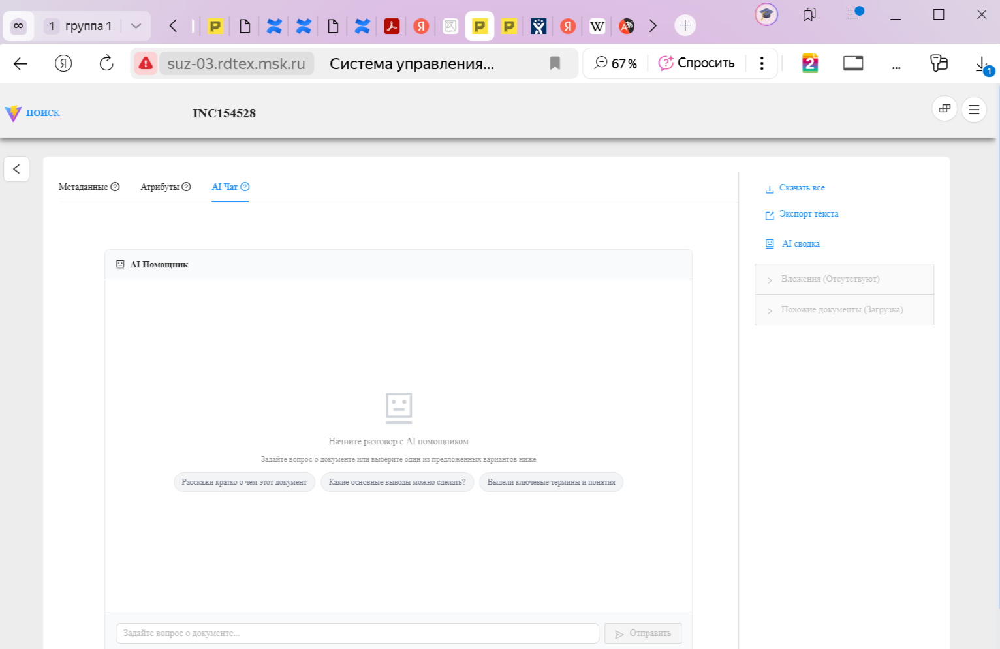 1 группа 1
suz-03.rdtex.msk.ru Система управления... 67 % Спросить ... 1
ПОИСК INC154528
Метаданные Атрибуты AI Чат
Скачать все
Экспорт текста
AI сводка
Вложения (Отсутствуют)
Похожие документы (Загрузка)
AI Помощник
Начните разговор с AI помощником
Задайте вопрос о документе или выберите один из предложенных вариантов ниже
Расскажи кратко о чем этот документ Какие основные выводы можно сделать? Выдели ключевые термины и понятия
Задайте вопрос о документе... Отправить